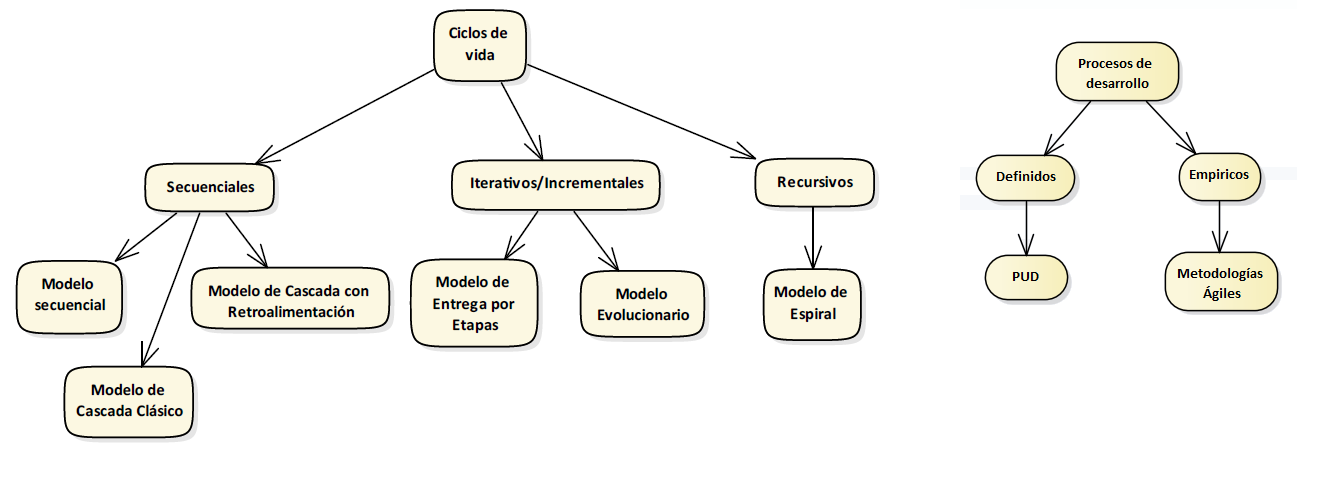 Ciclos de
vida
Procesos de
desarrollo
Secuenciales
Iterativos/Incrementales
Recursivos
Definidos
Empiricos
Modelo
secuencial
Modelo de Cascada con
Retroalimentación
Modelo de
Entrega por
Etapas
Modelo
Evolucionario
Modelo de
Espiral
PUD
Metodologías
Ágiles
Modelo de
Cascada Clásico